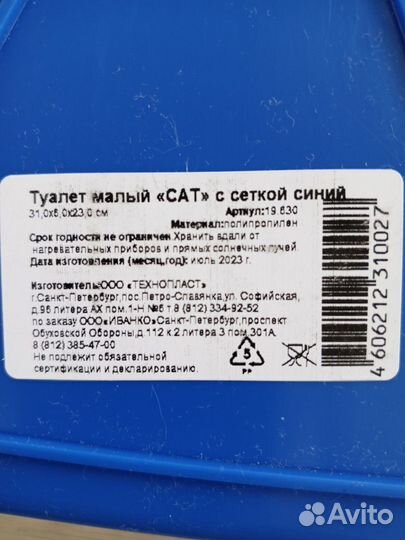 Туалет малый «CAT» с сеткой синий
31,0х8,0х23,0 см Артикул:19.630
Материал:полипропилен
Срок годности не ограничен Хранить вдали от
нагревательных приборов и прямых солнечных лучей.
Дата изготовления (месяц,год): июль 2023 г.
Изготовитель:ООО «ТЕХНОПЛАСТ»
г.Санкт-Петербург,пос.Петро-Славянка,ул. Софийская,
д.96 литера АХ пом.1-Н №6 т 8 (812) 334-92-52
по заказу ООО«ИВАНКО»Санкт-Петербург,проспект
Обуховской Обороны,д 112 к 2 литера З пом 301А.
8 (812) 385-47-00
Не подлежит обязательной
сертификации и декларированию.
5
PP
4 606212 310027
Avito